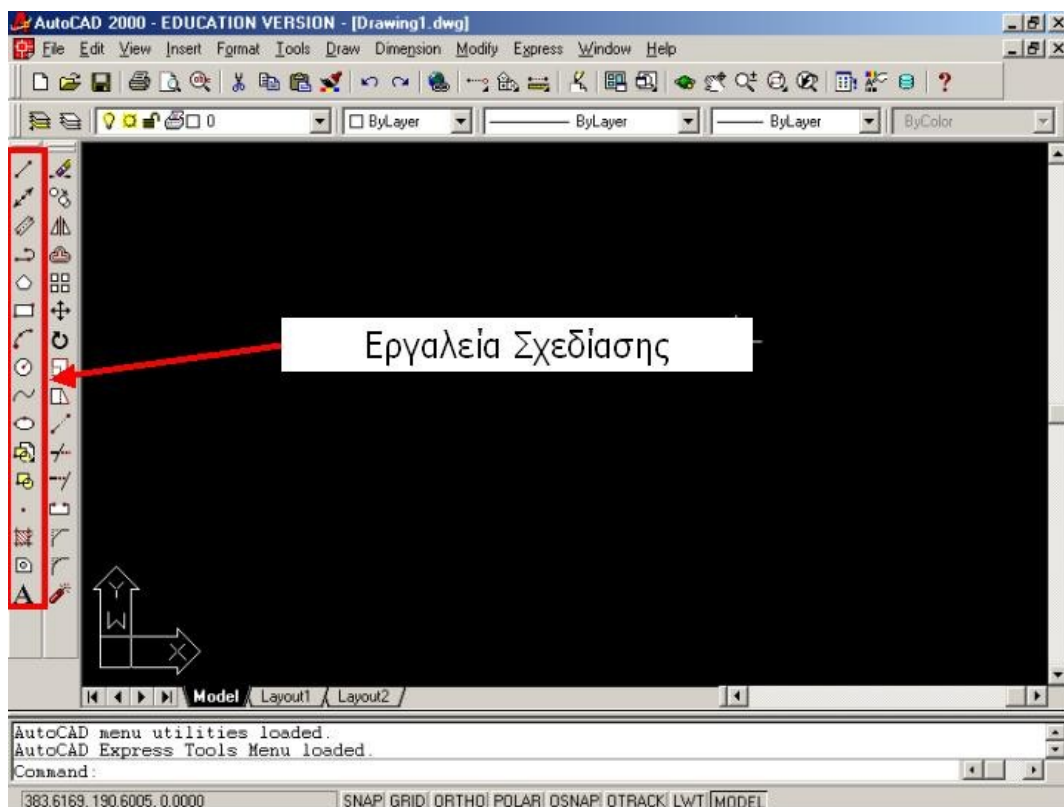 AutoCAD 2000 - EDUCATION VERSION - [Drawing1.dwg]
File Edit View Insert Format Tools Draw Dimension Modify Express Window Help
0 ByLayer ByLayer ByLayer ByColor
Εργαλεία Σχεδίασης
A
Y
W
X
Model Layout1 Layout2
AutoCAD menu utilities loaded.
AutoCAD Express Tools Menu loaded.
Command:
383.6169, 190.6005, 0.0000 SNAP GRID ORTHO POLAR OSNAP OTRACK LWT MODEL